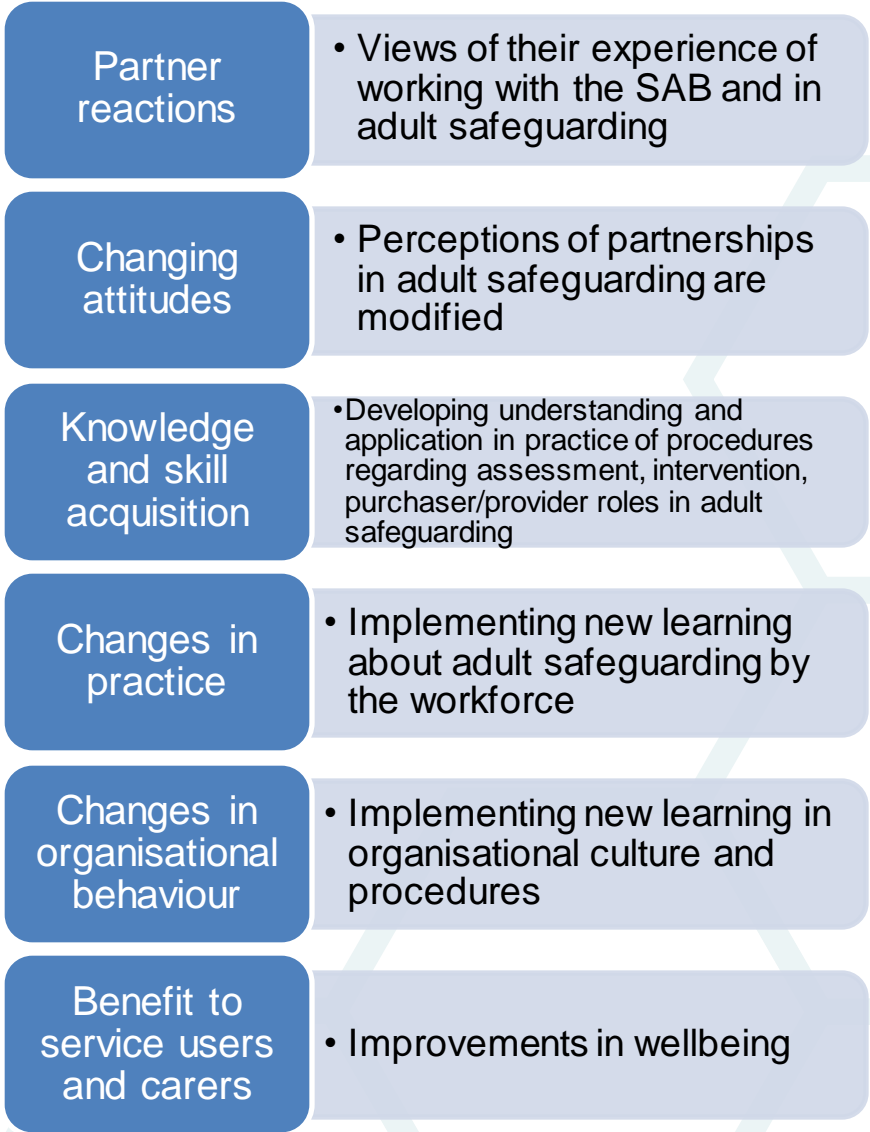 Partner
reactions
• Views of their experience of
working with the SAB and in
adult safeguarding
Changing
attitudes
• Perceptions of partnerships
in adult safeguarding are
modified
Knowledge
and skill
acquisition
•Developing understanding and
application in practice of procedures
regarding assessment, intervention,
purchaser/provider roles in adult
safeguarding
Changes in
practice
• Implementing new learning
about adult safeguarding by
the workforce
Changes in
organisational
behaviour
• Implementing new learning in
organisational culture and
procedures
Benefit to
service users
and carers
• Improvements in wellbeing